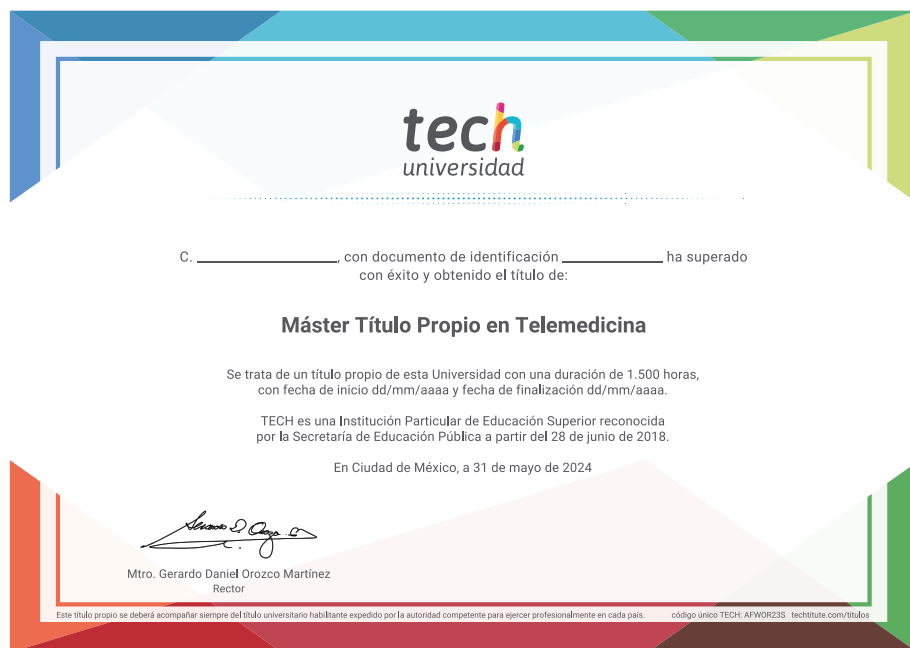 tech
universidad
C. ____________, con documento de identificación ____________ ha superado
con éxito y obtenido el título de:
Máster Título Propio en Telemedicina
Se trata de un título propio de esta Universidad con una duración de 1.500 horas,
con fecha de inicio dd/mm/aaaa y fecha de finalización dd/mm/aaaa.
TECH es una Institución Particular de Educación Superior reconocida
por la Secretaría de Educación Pública a partir del 28 de junio de 2018.
En Ciudad de México, a 31 de mayo de 2024
Mtro. Gerardo Daniel Orozco Martínez
Rector
Este título propio se deberá acompañar siempre del título universitario habilitante expedido por la autoridad competente para ejercer profesionalmente en cada país. código único TECH: AFWOR23S techtitute.com/titulos